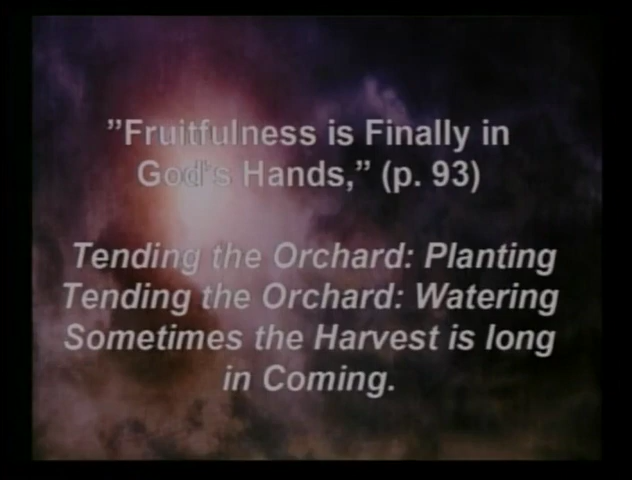 ”Fruitfulness is Finally in
God's Hands,” (p. 93)
Tending the Orchard: Planting
Tending the Orchard: Watering
Sometimes the Harvest is long
in Coming.